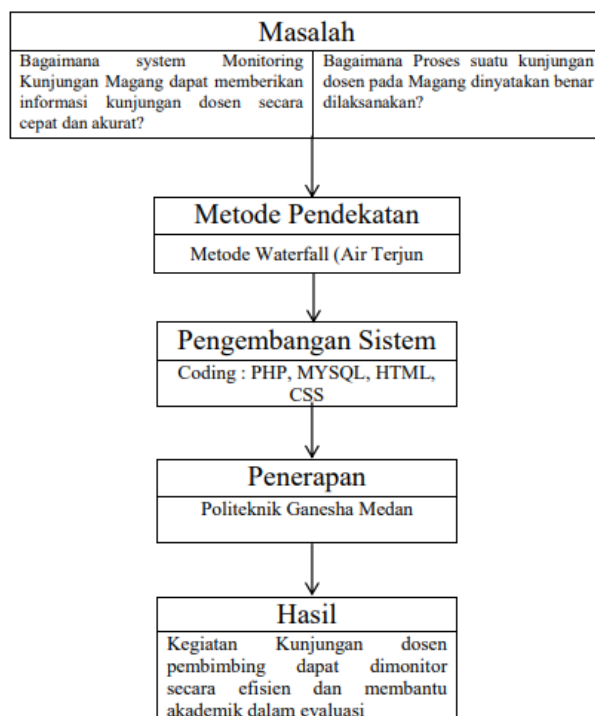 Masalah
Bagaimana system Monitoring
Kunjungan Magang dapat memberikan
informasi kunjungan dosen secara
cepat dan akurat?
Bagaimana Proses suatu kunjungan
dosen pada Magang dinyatakan benar
dilaksanakan?
Metode Pendekatan
Metode Waterfall (Air Terjun
Pengembangan Sistem
Coding : PHP, MYSQL, HTML,
CSS
Penerapan
Politeknik Ganesha Medan
Hasil
Kegiatan Kunjungan dosen
pembimbing dapat dimonitor
secara efisien dan membantu
akademik dalam evaluasi